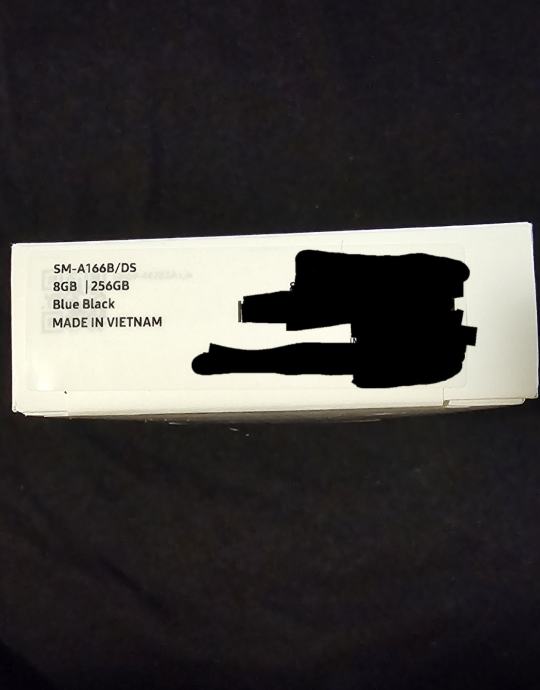 SM-A166B/DS
8GB | 256GB
Blue Black
MADE IN VIETNAM